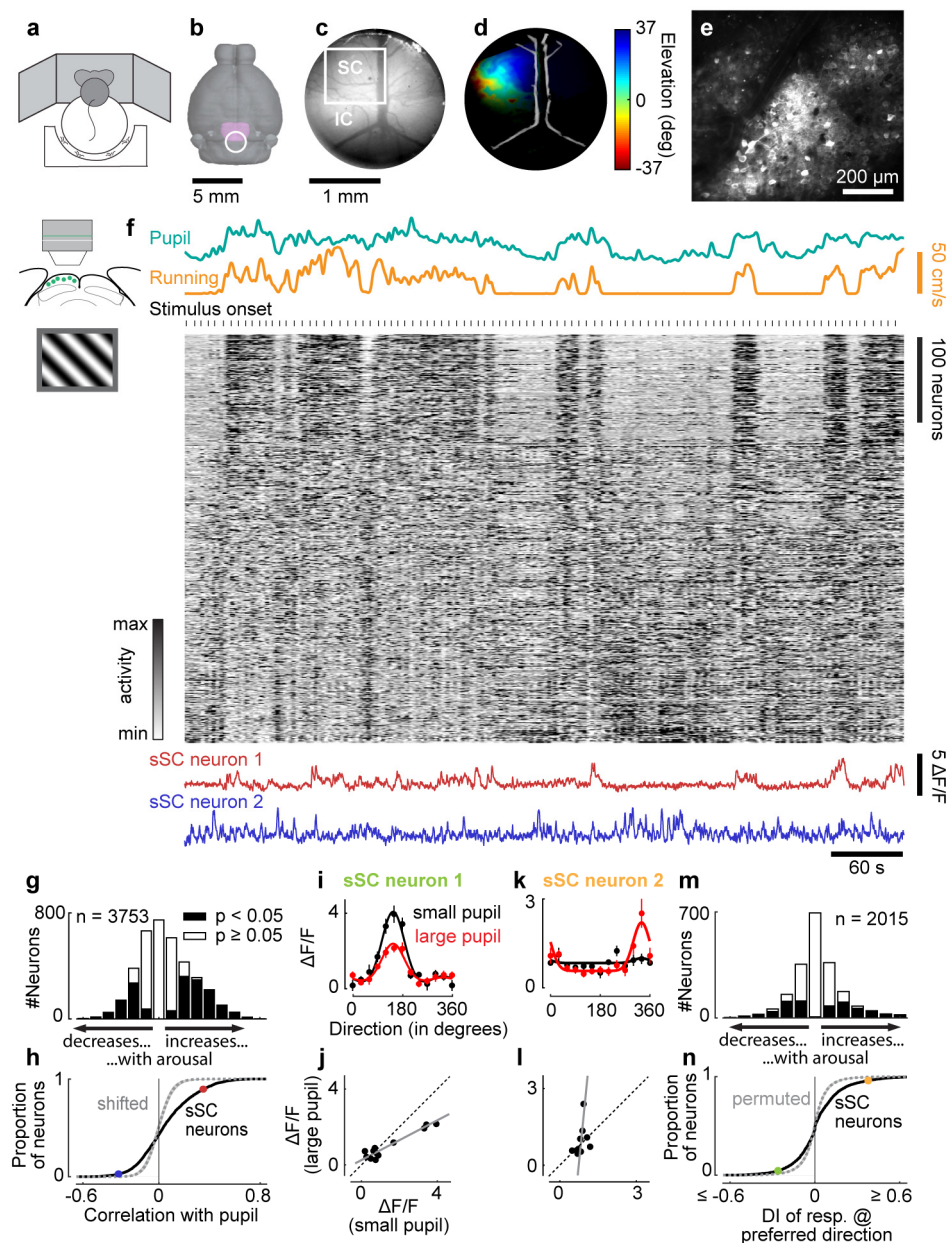 a
b
c
d
e
SC
IC
37
0
-37
Elevation (deg)
5 mm
1 mm
200 µm
f
Pupil
Running
Stimulus onset
50 cm/s
100 neurons
max
activity
min
sSC neuron 1
sSC neuron 2
5 ΔF/F
60 s
g
800
n = 3753
p < 0.05
p ≥ 0.05
#Neurons
0
decreases...
increases...
...with arousal
i
sSC neuron 1
4
small pupil
large pupil
ΔF/F
0
0
180
360
Direction (in degrees)
k
sSC neuron 2
3
0
0
180
360
m
700
n = 2015
#Neurons
0
decreases...
increases...
...with arousal
h
1
shifted
sSC
neurons
Proportion
of neurons
0
-0.6
0
0.8
Correlation with pupil
j
4
ΔF/F
(large pupil)
0
0
4
ΔF/F
(small pupil)
l
3
0
0
3
n
1
permuted
sSC
neurons
Proportion
of neurons
0
≤ -0.6
0
≥ 0.6
DI of resp. @
preferred direction